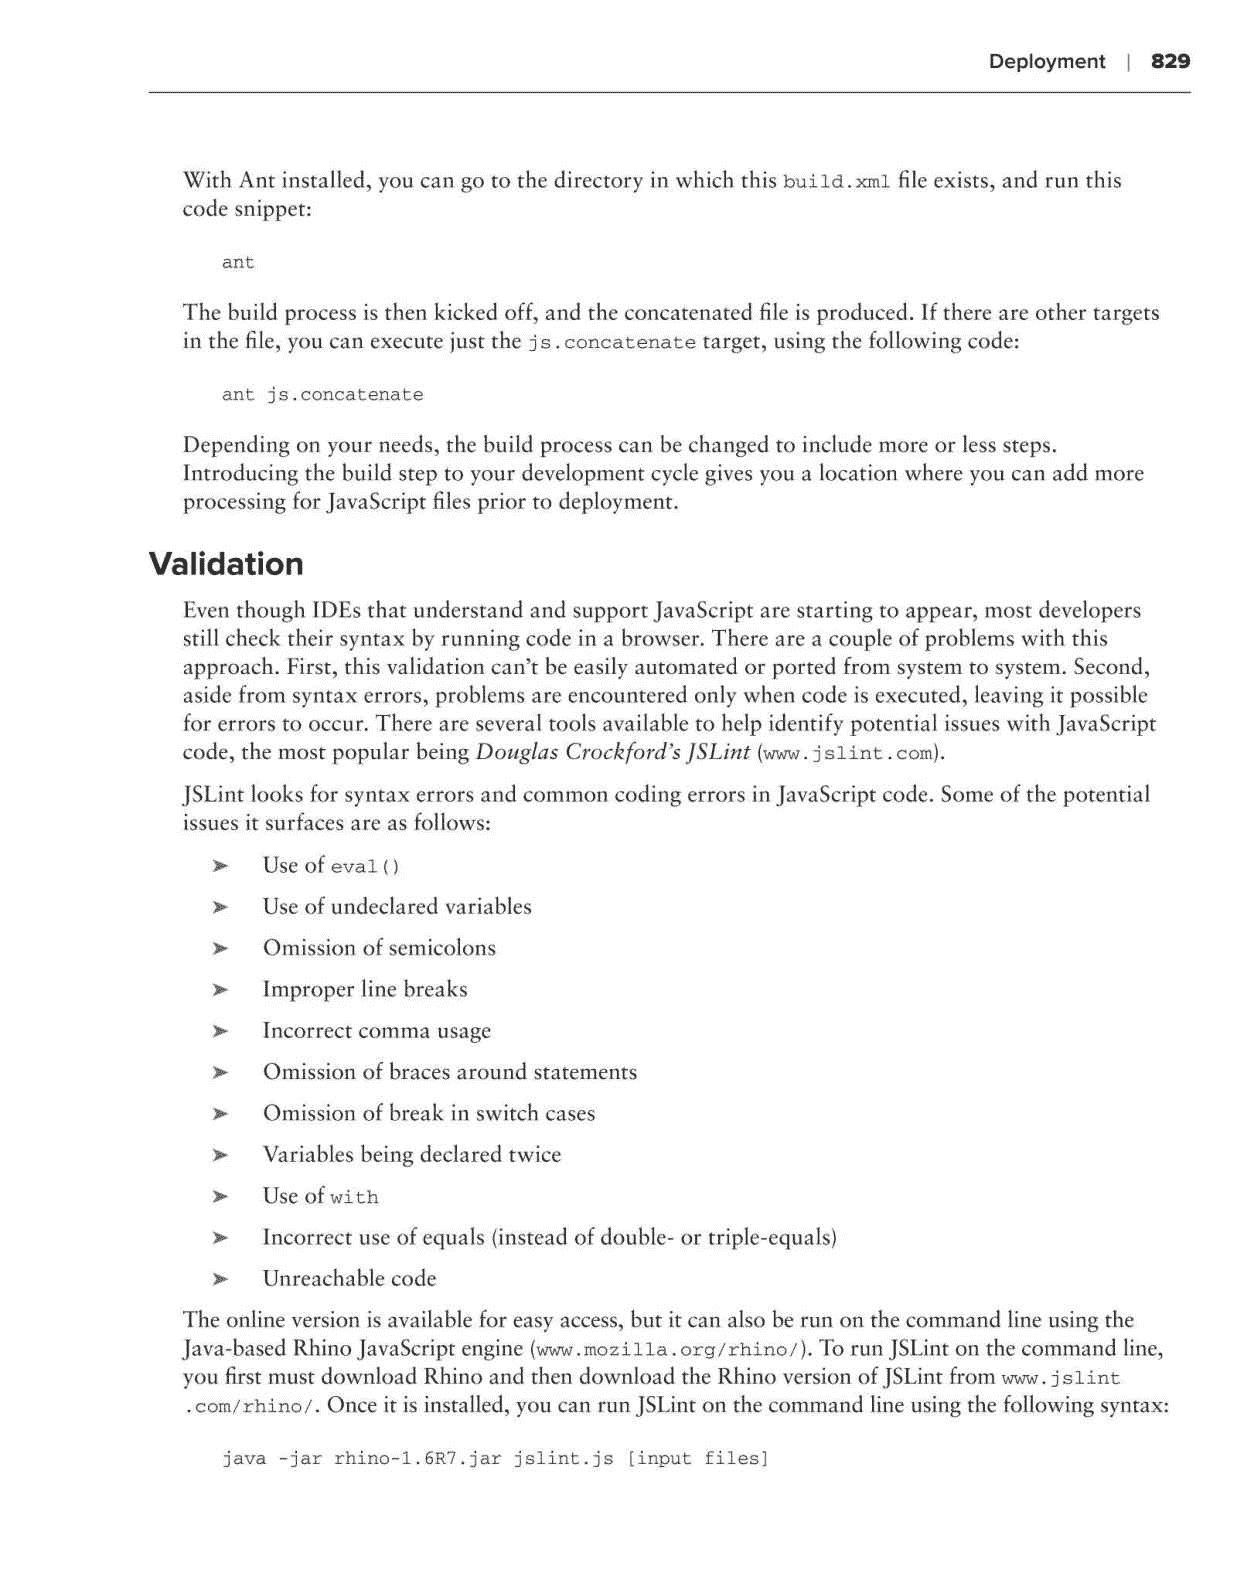 Deployment | 829
With Ant installed, you can go to the directory in which this build.xml file exists, and run this
code snippet:
ant
The build process is then kicked off, and the concatenated file is produced. If there are other targets
in the file, you can execute just the js.concatenate target, using the following code:
ant js.concatenate
Depending on your needs, the build process can be changed to include more or less steps.
Introducing the build step to your development cycle gives you a location where you can add more
processing for JavaScript files prior to deployment.
Validation
Even though IDEs that understand and support JavaScript are starting to appear, most developers
still check their syntax by running code in a browser. There are a couple of problems with this
approach. First, this validation can't be easily automated or ported from system to system. Second,
aside from syntax errors, problems are encountered only when code is executed, leaving it possible
for errors to occur. There are several tools available to help identify potential issues with JavaScript
code, the most popular being Douglas Crockford's JSLint (www.jslint.com).
JSLint looks for syntax errors and common coding errors in JavaScript code. Some of the potential
issues it surfaces are as follows:
➤ Use of eval()
➤ Use of undeclared variables
➤ Omission of semicolons
➤ Improper line breaks
➤ Incorrect comma usage
➤ Omission of braces around statements
➤ Omission of break in switch cases
➤ Variables being declared twice
➤ Use of with
➤ Incorrect use of equals (instead of double- or triple-equals)
➤ Unreachable code
The online version is available for easy access, but it can also be run on the command line using the
Java-based Rhino JavaScript engine (www.mozilla.org/rhino/). To run JSLint on the command line,
you first must download Rhino and then download the Rhino version of JSLint from www.jslint
.com/rhino/. Once it is installed, you can run JSLint on the command line using the following syntax:
java -jar rhino-1.6R7.jar jslint.js [input files]